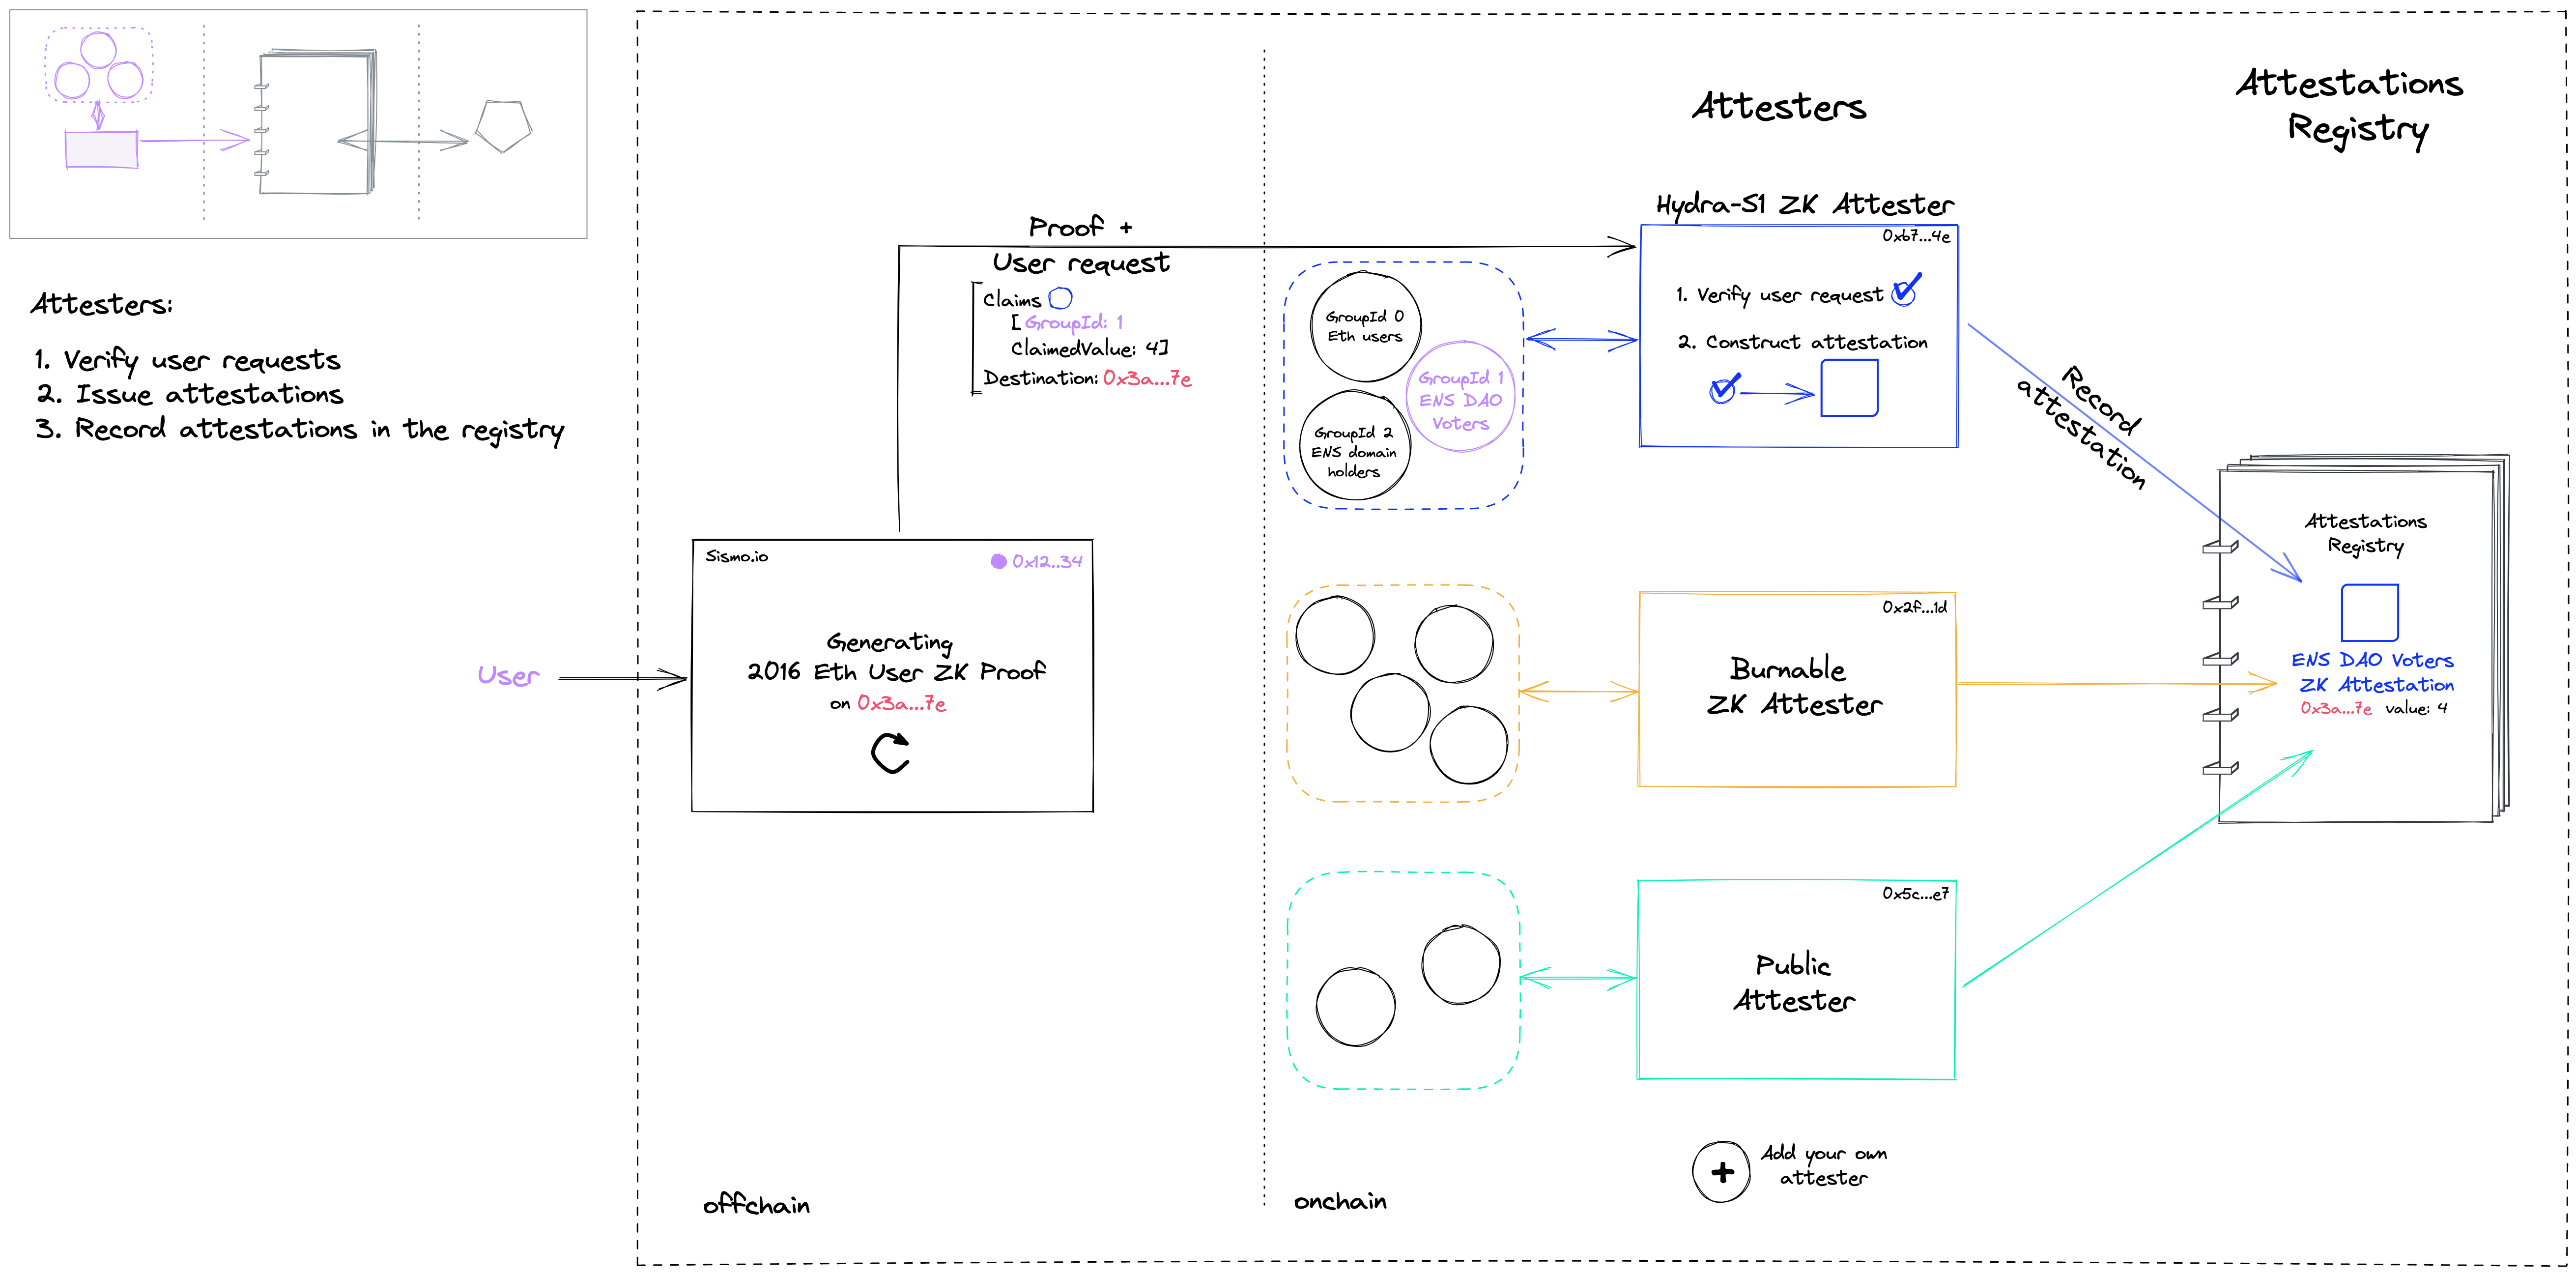 Attesters:
1. Verify user requests
2. Issue attestations
3. Record attestations in the registry
User
Sismo.io
0x12..34
Generating
2016 Eth User ZK Proof
on 0x3a...7e
offchain
Proof +
User request
Claims
[ GroupId: 1
ClaimedValue: 4]
Destination: 0x3a...7e
onchain
GroupId 0
Eth users
GroupId 1
ENS DAO
Voters
GroupId 2
ENS domain
holders
Attesters
Hydra-S1 ZK Attester
0xb7...4e
1. Verify user request
2. Construct attestation
0x2f...1d
Burnable
ZK Attester
0x5c...e7
Public
Attester
+
Add your own
attester
Record
attestation
Attestations
Registry
Attestations
Registry
ENS DAO Voters
ZK Attestation
0x3a...7e value: 4